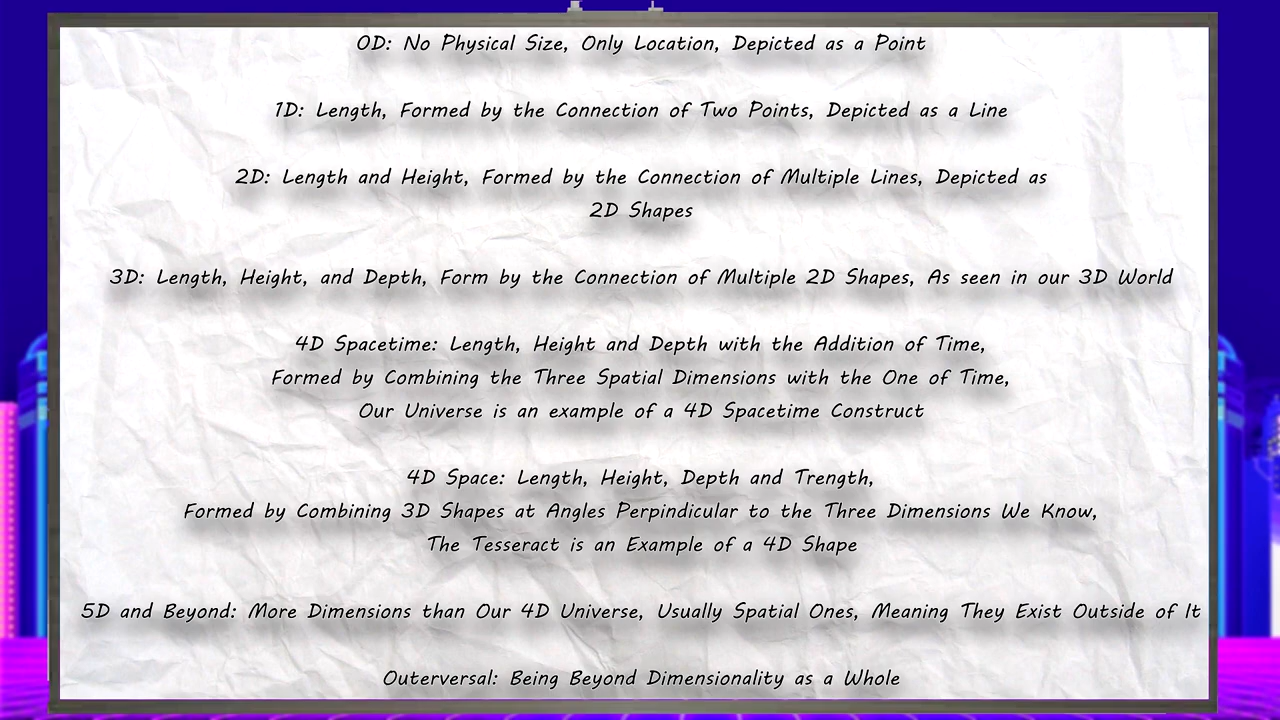 0D: No Physical Size, Only Location, Depicted as a Point
1D: Length, Formed by the Connection of Two Points, Depicted as a Line
2D: Length and Height, Formed by the Connection of Multiple Lines, Depicted as
2D Shapes
3D: Length, Height, and Depth, Form by the Connection of Multiple 2D Shapes, As seen in our 3D World
4D Spacetime: Length, Height and Depth with the Addition of Time,
Formed by Combining the Three Spatial Dimensions with the One of Time,
Our Universe is an example of a 4D Spacetime Construct
4D Space: Length, Height, Depth and Trength,
Formed by Combining 3D Shapes at Angles Perpindicular to the Three Dimensions We Know,
The Tesseract is an Example of a 4D Shape
5D and Beyond: More Dimensions than Our 4D Universe, Usually Spatial Ones, Meaning They Exist Outside of It
Outerversal: Being Beyond Dimensionality as a Whole